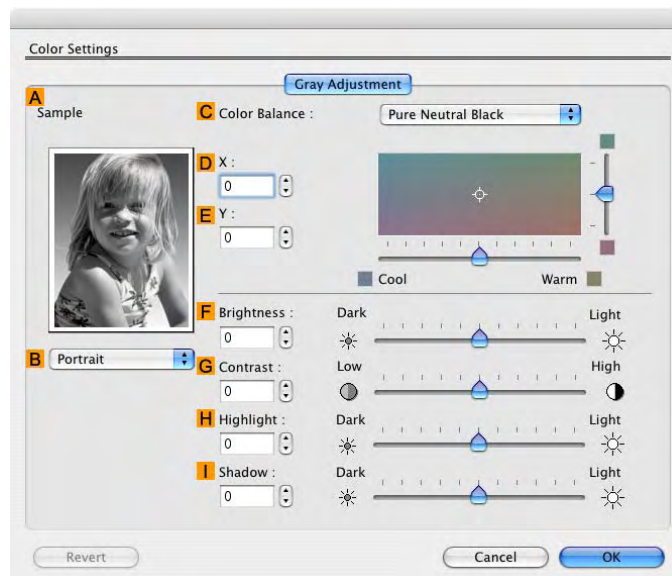 Color Settings
Gray Adjustment
A
Sample
C Color Balance : Pure Neutral Black
D X :
0
E Y :
0
Cool Warm
B Portrait
F Brightness : Dark Light
0
G Contrast : Low High
0
H Highlight : Dark Light
0
I Shadow : Dark Light
0
Revert Cancel OK